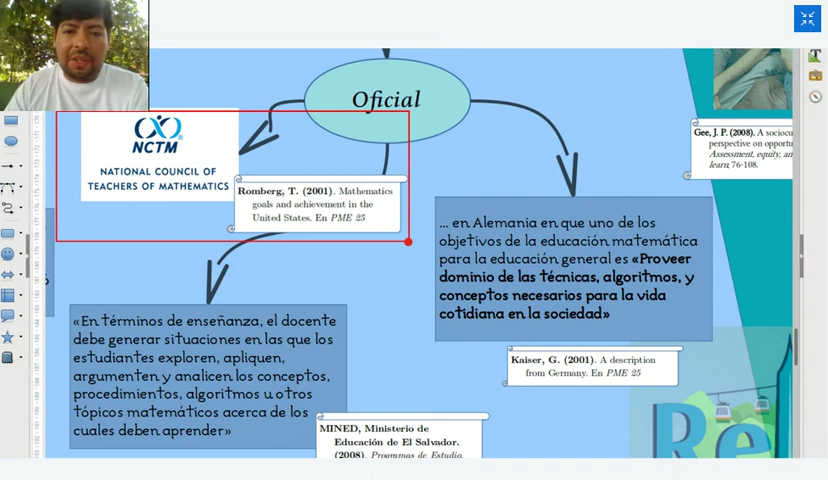 Oficial
NCTM
NATIONAL COUNCIL OF
TEACHERS OF MATHEMATICS
Romberg, T. (2001). Mathematics
goals and achievement in the
United States. En PME 25
Gee, J. P. (2008). A sociocu
perspective on opportu
Assessment, equity, an
learn, 76-108.
... en Alemania en que uno de los
objetivos de la educación matemática
para la educación general es «Proveer
dominio de las técnicas, algoritmos, y
conceptos necesarios para la vida
cotidiana en la sociedad»
Kaiser, G. (2001). A description
from Germany. En PME 25
«En términos de enseñanza, el docente
debe generar situaciones en las que los
estudiantes exploren, apliquen,
argumenten y analicen los conceptos,
procedimientos, algoritmos u otros
tópicos matemáticos acerca de los
cuales deben aprender»
MINED, Ministerio de
Educación de El Salvador.
(2008). Programas de Estudio.
Re